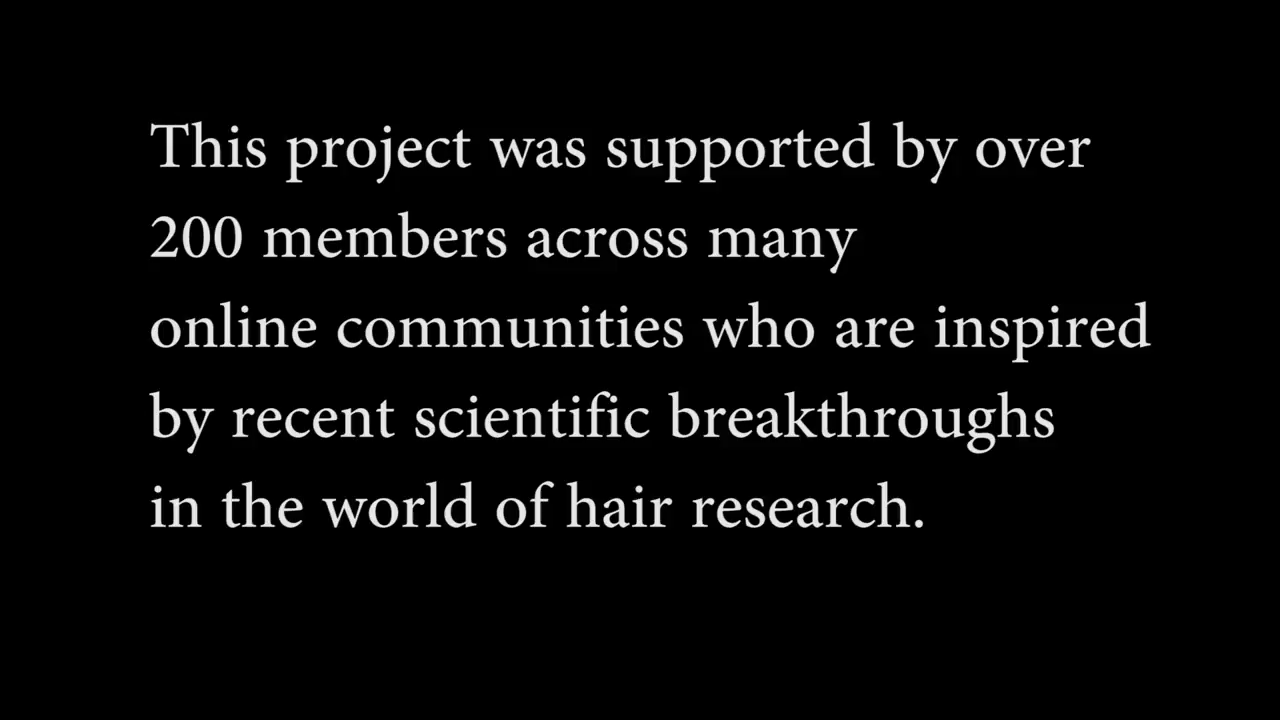 This project was supported by over
200 members across many
online communities who are inspired
by recent scientific breakthroughs
in the world of hair research.